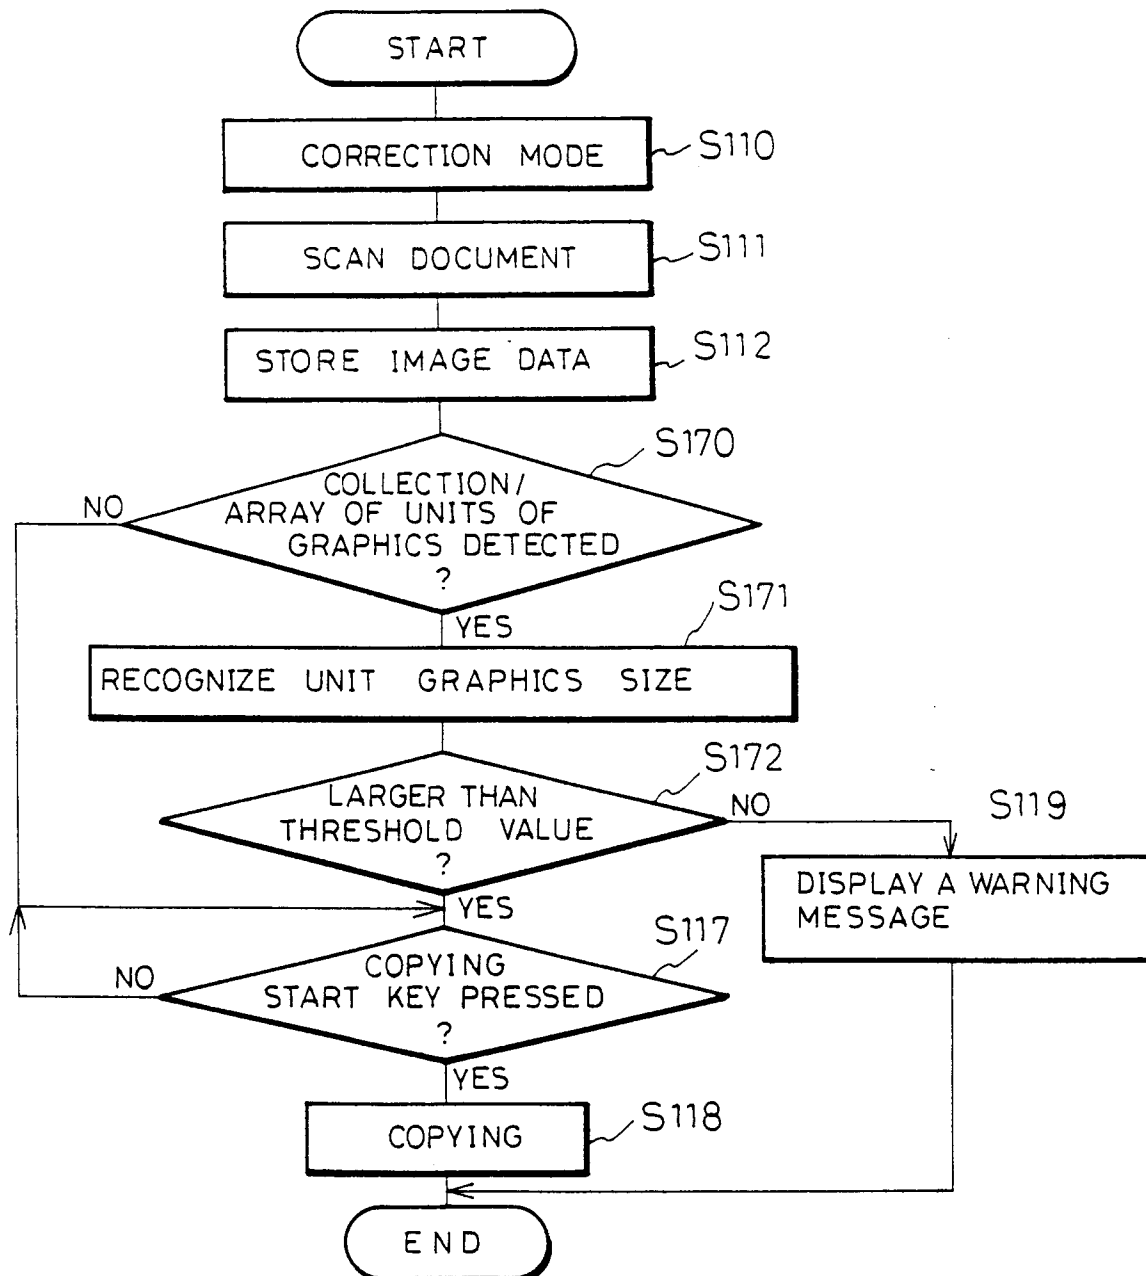 START
CORRECTION MODE
S110
SCAN DOCUMENT
S111
STORE IMAGE DATA
S112
S170
COLLECTION/
ARRAY OF UNITS OF
GRAPHICS DETECTED
?
NO
YES
S171
RECOGNIZE UNIT GRAPHICS SIZE
S172
LARGER THAN
THRESHOLD VALUE
?
NO
YES
S119
DISPLAY A WARNING
MESSAGE
S117
COPYING
START KEY PRESSED
?
NO
YES
COPYING
S118
END